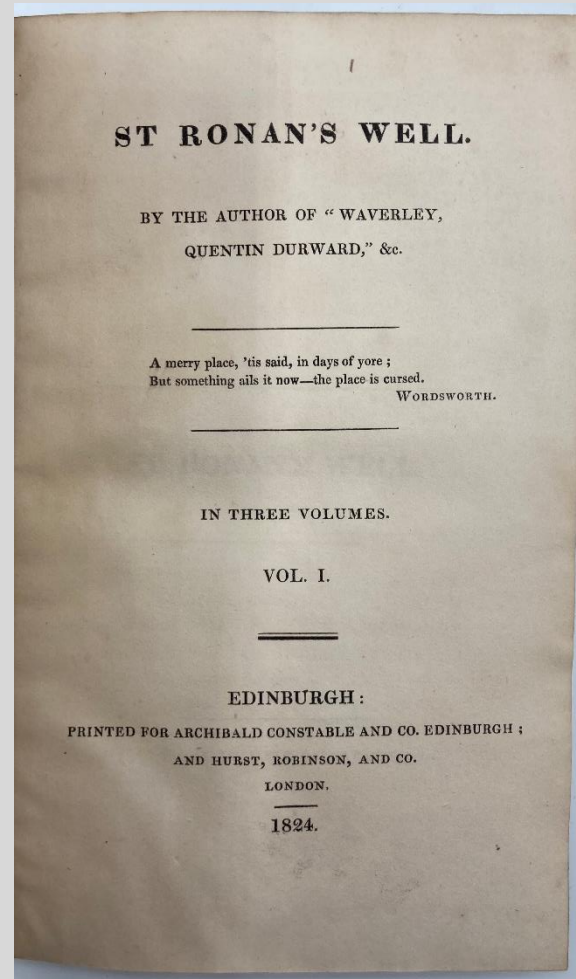 ST RONAN'S WELL.
BY THE AUTHOR OF “ WAVERLEY,
QUENTIN DURWARD,” &c.
A merry place, 'tis said, in days of yore ;
But something ails it now—the place is cursed.
WORDSWORTH.
IN THREE VOLUMES.
VOL. I.
EDINBURGH :
PRINTED FOR ARCHIBALD CONSTABLE AND CO. EDINBURGH ;
AND HURST, ROBINSON, AND CO.
LONDON.
1824.